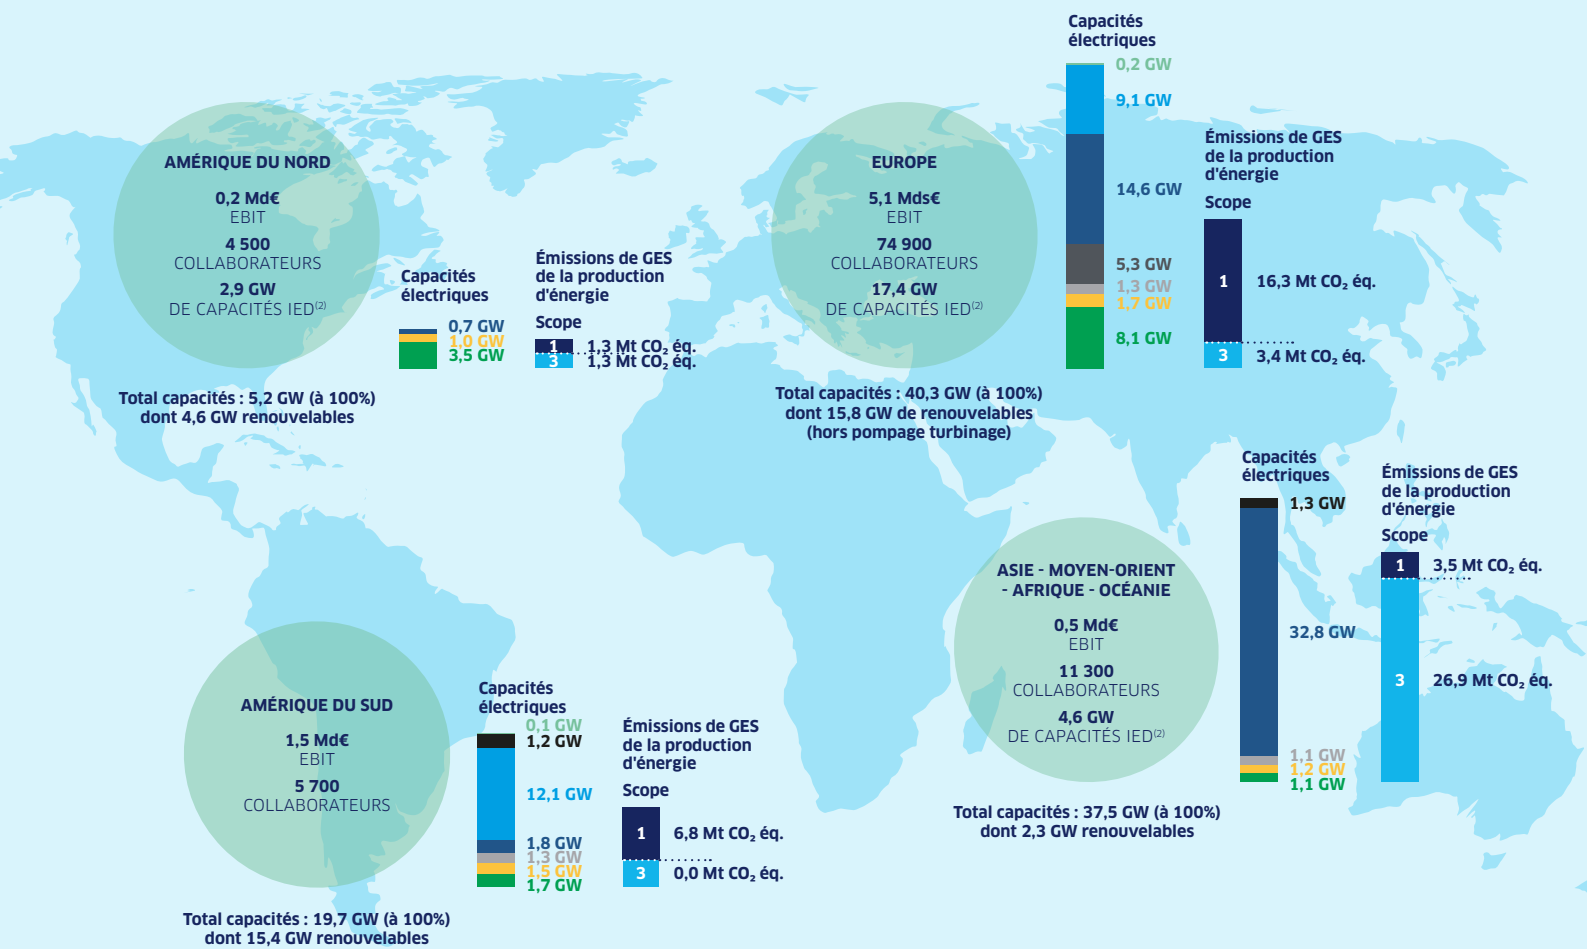 AMÉRIQUE DU NORD
0,2 Md€
EBIT
4 500
COLLABORATEURS
2,9 GW
DE CAPACITÉS IED(2)
Total capacités : 5,2 GW (à 100%)
dont 4,6 GW renouvelables
Capacités
électriques
0,7 GW
1,0 GW
3,5 GW
Émissions de GES
de la production
d'énergie
Scope
1 1,3 Mt CO₂ éq.
3 1,3 Mt CO₂ éq.
EUROPE
5,1 Mds€
EBIT
74 900
COLLABORATEURS
17,4 GW
DE CAPACITÉS IED(2)
Total capacités : 40,3 GW (à 100%)
dont 15,8 GW de renouvelables
(hors pompage turbinage)
Capacités
électriques
0,2 GW
9,1 GW
14,6 GW
5,3 GW
1,3 GW
1,7 GW
8,1 GW
Émissions de GES
de la production
d'énergie
Scope
1 16,3 Mt CO₂ éq.
3 3,4 Mt CO₂ éq.
AMÉRIQUE DU SUD
1,5 Md€
EBIT
5 700
COLLABORATEURS
Total capacités : 19,7 GW (à 100%)
dont 15,4 GW renouvelables
Capacités
électriques
0,1 GW
1,2 GW
12,1 GW
1,8 GW
1,3 GW
1,5 GW
1,7 GW
Émissions de GES
de la production
d'énergie
Scope
1 6,8 Mt CO₂ éq.
3 0,0 Mt CO₂ éq.
ASIE - MOYEN-ORIENT
- AFRIQUE - OCÉANIE
0,5 Md€
EBIT
11 300
COLLABORATEURS
4,6 GW
DE CAPACITÉS IED(2)
Total capacités : 37,5 GW (à 100%)
dont 2,3 GW renouvelables
Capacités
électriques
1,3 GW
32,8 GW
1,1 GW
1,2 GW
1,1 GW
Émissions de GES
de la production
d'énergie
Scope
1 3,5 Mt CO₂ éq.
3 26,9 Mt CO₂ éq.